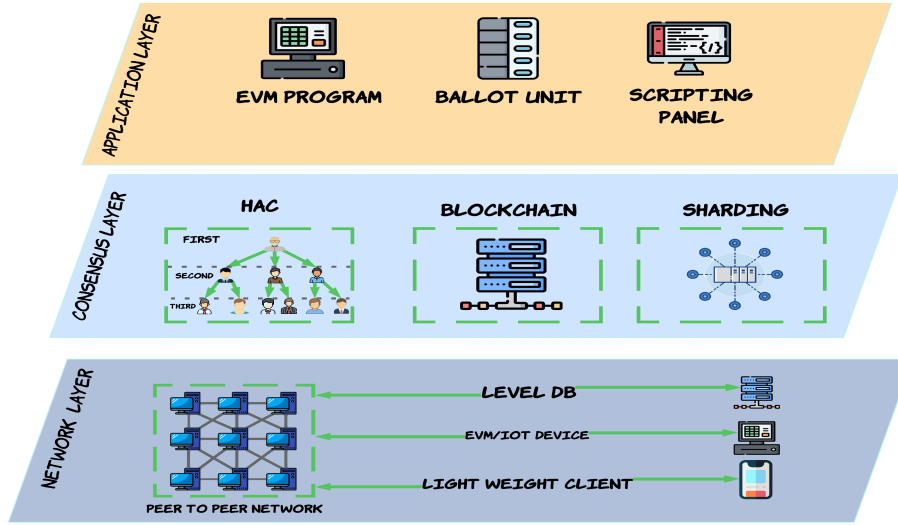 APPLICATION LAYER
EVM PROGRAM
BALLOT UNIT
SCRIPTING
PANEL
CONSENSUS LAYER
HAC
BLOCKCHAIN
SHARDING
FIRST
SECOND
THIRD
NETWORK LAYER
LEVEL DB
EVM/IOT DEVICE
LIGHT WEIGHT CLIENT
PEER TO PEER NETWORK